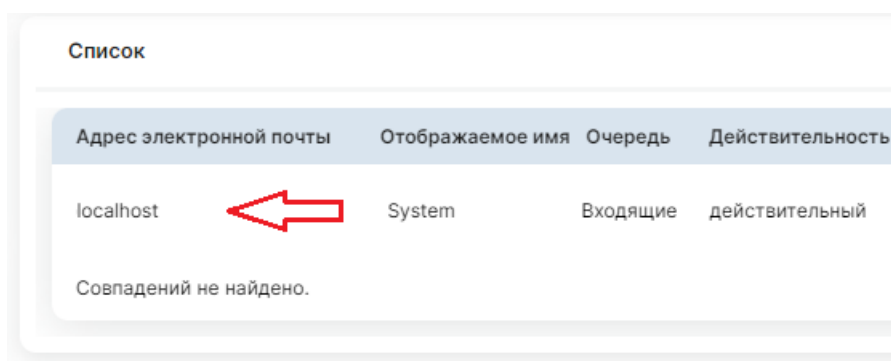 Список
Адрес электронной почты Отображаемое имя Очередь Действительность
localhost System Входящие действительный
Совпадений не найдено.